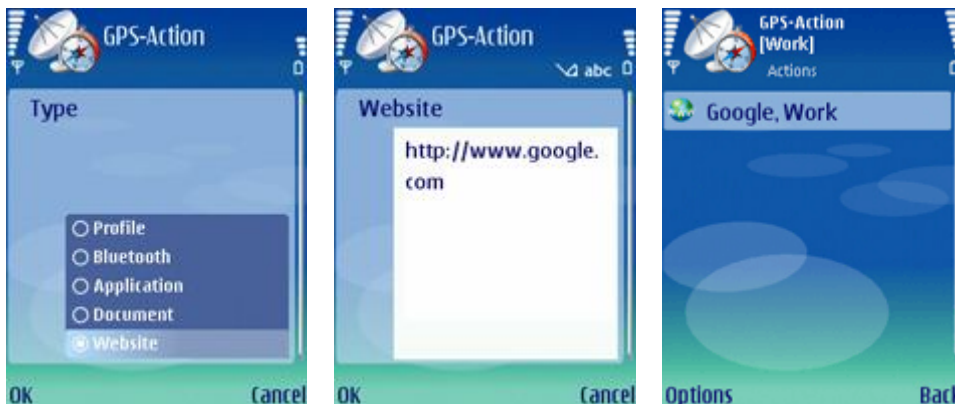 GPS-Action
Type
Profile
Bluetooth
Application
Document
Website
OK Cancel
GPS-Action
abc
Website
http://www.google.
com
OK Cancel
GPS-Action
[Work]
Actions
Google, Work
Options Back